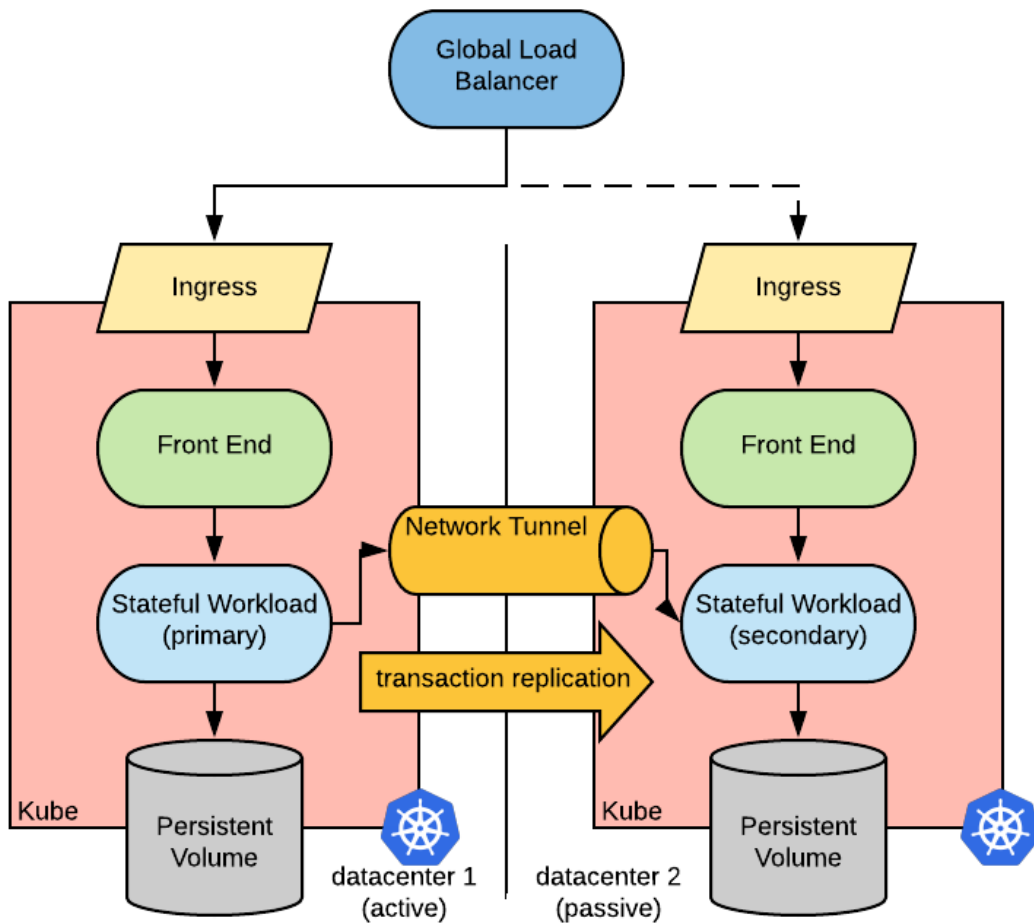 Global Load
Balancer
Ingress
Ingress
Front End
Front End
Network Tunnel
Stateful Workload
(primary)
Stateful Workload
(secondary)
transaction replication
Kube
Kube
Persistent
Volume
Persistent
Volume
datacenter 1
(active)
datacenter 2
(passive)